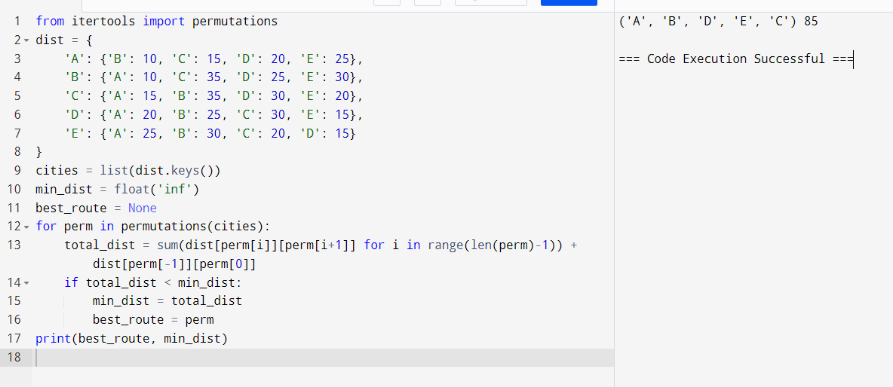 1 from itertools import permutations
2 dist = {
3     'A': {'B': 10, 'C': 15, 'D': 20, 'E': 25},
4     'B': {'A': 10, 'C': 35, 'D': 25, 'E': 30},
5     'C': {'A': 15, 'B': 35, 'D': 30, 'E': 20},
6     'D': {'A': 20, 'B': 25, 'C': 30, 'E': 15},
7     'E': {'A': 25, 'B': 30, 'C': 20, 'D': 15}
8 }
9 cities = list(dist.keys())
10 min_dist = float('inf')
11 best_route = None
12 for perm in permutations(cities):
13     total_dist = sum(dist[perm[i]][perm[i+1]] for i in range(len(perm)-1)) +
        dist[perm[-1]][perm[0]]
14     if total_dist < min_dist:
15         min_dist = total_dist
16         best_route = perm
17 print(best_route, min_dist)
18
('A', 'B', 'D', 'E', 'C') 85
=== Code Execution Successful ===